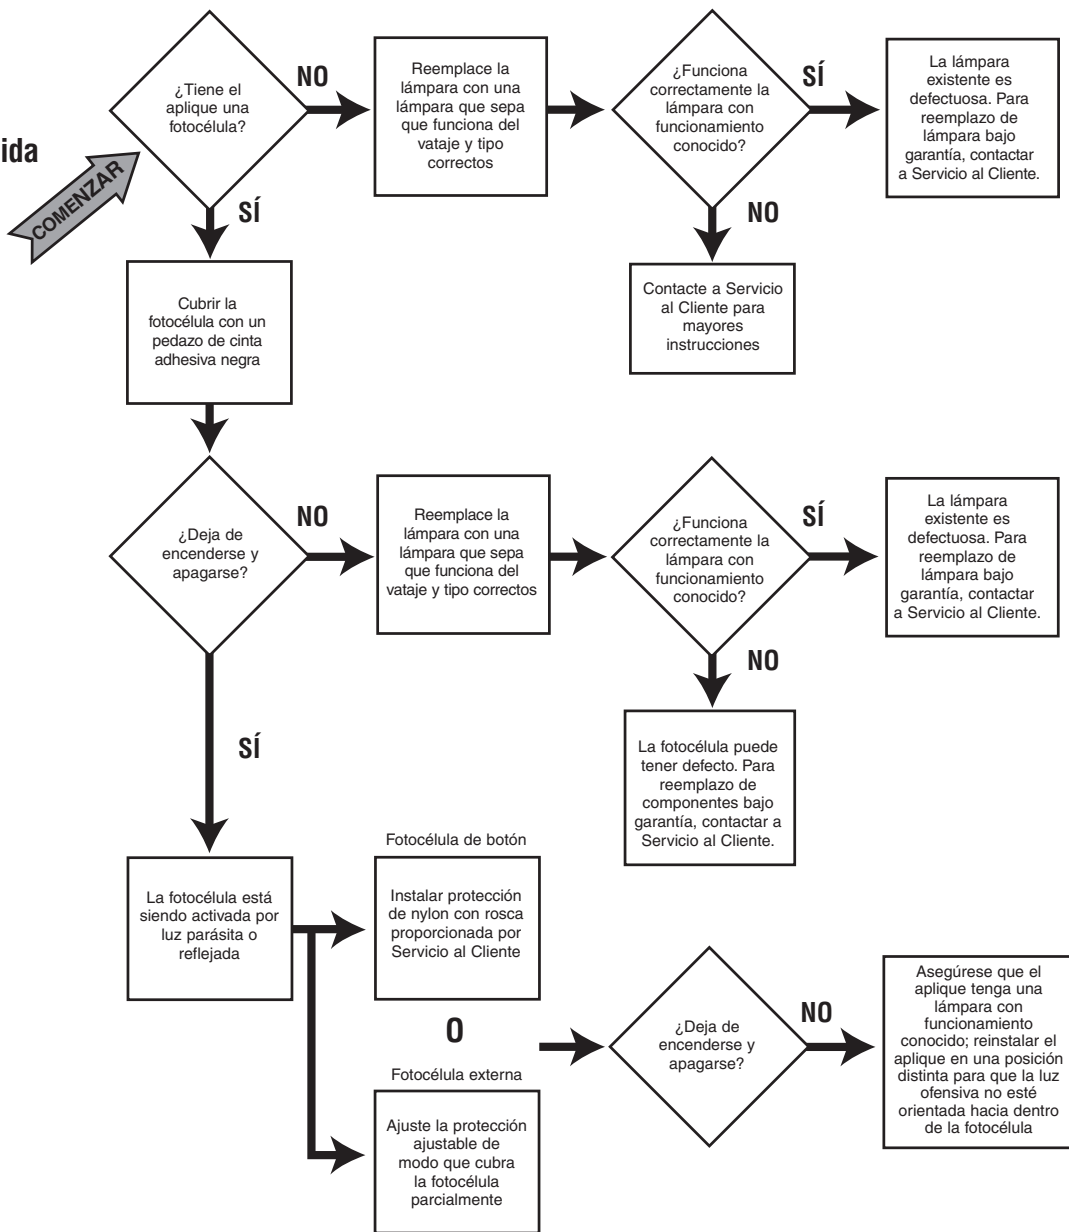 ¿Tiene el
aplique una
fotocélula?
NO
Reemplace la
lámpara con una
lámpara que sepa
que funciona del
vataje y tipo
correctos
¿Funciona
correctamente la
lámpara con
funcionamiento
conocido?
SÍ
La lámpara
existente es
defectuosa. Para
reemplazo de
lámpara bajo
garantía, contactar
a Servicio al Cliente.
ida
COMENZAR
SÍ
NO
Cubrir la
fotocélula con un
pedazo de cinta
adhesiva negra
Contacte a Servicio
al Cliente para
mayores
instrucciones
¿Deja de
encenderse y
apagarse?
NO
Reemplace la
lámpara con una
lámpara que sepa
que funciona del
vataje y tipo correctos
¿Funciona
correctamente la
lámpara con
funcionamiento
conocido?
SÍ
La lámpara
existente es
defectuosa. Para
reemplazo de
lámpara bajo
garantía, contactar
a Servicio al Cliente.
NO
SÍ
La fotocélula puede
tener defecto. Para
reemplazo de
componentes bajo
garantía, contactar a
Servicio al Cliente.
La fotocélula está
siendo activada por
luz parásita o
reflejada
Fotocélula de botón
Instalar protección
de nylon con rosca
proporcionada por
Servicio al Cliente
O
Fotocélula externa
Ajuste la protección
ajustable de
modo que cubra
la fotocélula
parcialmente
¿Deja de
encenderse y
apagarse?
NO
Asegúrese que el
aplique tenga una
lámpara con
funcionamiento
conocido; reinstalar el
aplique en una posición
distinta para que la luz
ofensiva no esté
orientada hacia dentro
de la fotocélula